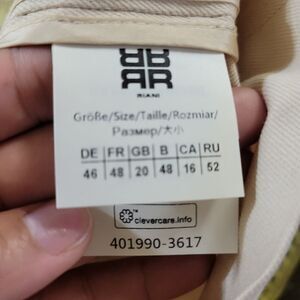 RIANI
Größe/Size/Taille/Rozmiar/
Размер/大小
DE FR GB B CA RU
46 48 20 48 16 52
™
clevercare.info
401990-3617